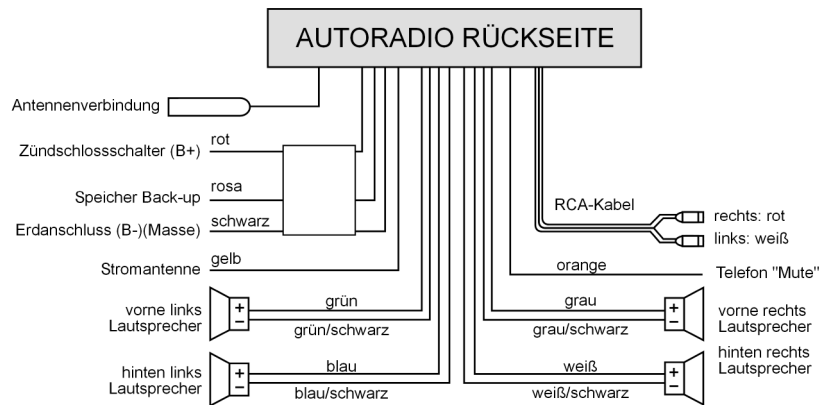 AUTORADIO RÜCKSEITE
Antennenverbindung
Zündschlossschalter (B+)
rot
Speicher Back-up
rosa
Erdanschluss (B-)(Masse)
schwarz
Stromantenne
gelb
vorne links
Lautsprecher
+
−
grün
grün/schwarz
hinten links
Lautsprecher
+
−
blau
blau/schwarz
RCA-Kabel
rechts: rot
links: weiß
orange
Telefon "Mute"
grau
grau/schwarz
+
−
vorne rechts
Lautsprecher
weiß
weiß/schwarz
+
−
hinten rechts
Lautsprecher